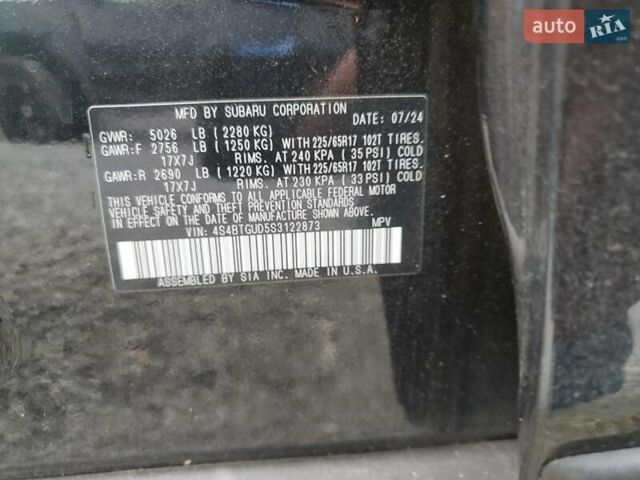 auto RIA
.com
MFD BY SUBARU CORPORATION DATE: 07/24
GVWR: 5026 LB ( 2280 KG)
GAWR:F 2756 LB ( 1250 KG) WITH 225/65R17 102T TIRES.
17X7J RIMS. AT 240 KPA ( 35 PSI) COLD
GAWR:R 2690 LB ( 1220 KG) WITH 225/65R17 102T TIRES.
17X7J RIMS. AT 230 KPA ( 33 PSI) COLD
THIS VEHICLE CONFORMS TO ALL APPLICABLE FEDERAL MOTOR
VEHICLE SAFETY AND THEFT PREVENTION STANDARDS
IN EFFECT ON THE DATE OF MANUFACTURE SHOWN ABOVE.
VIN: 4S4BTGUD5S3122873 MPV
ASSEMBLED BY SIA INC. MADE IN U.S.A.